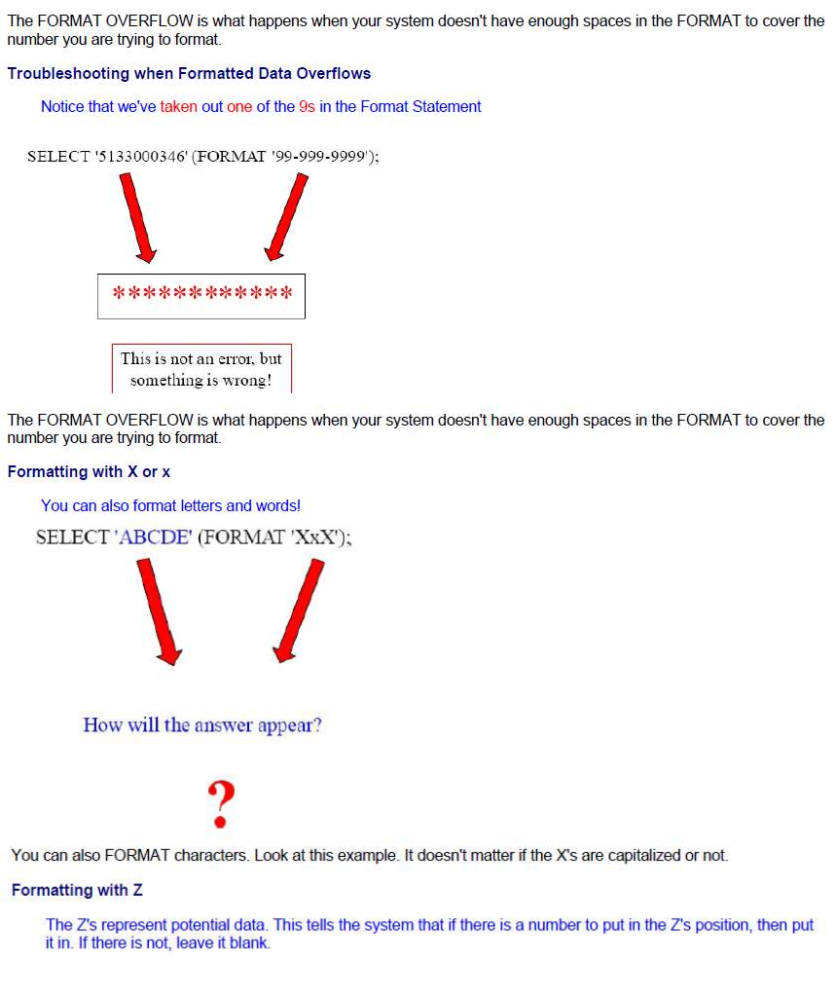 The FORMAT OVERFLOW is what happens when your system doesn't have enough spaces in the FORMAT to cover the
number you are trying to format.
Troubleshooting when Formatted Data Overflows
Notice that we've taken out one of the 9s in the Format Statement
SELECT '5133000346' (FORMAT '99-999-9999');
************
This is not an error, but
something is wrong!
The FORMAT OVERFLOW is what happens when your system doesn't have enough spaces in the FORMAT to cover the
number you are trying to format.
Formatting with X or x
You can also format letters and words!
SELECT 'ABCDE' (FORMAT 'XxX');
How will the answer appear?
?
You can also FORMAT characters. Look at this example. It doesn't matter if the X's are capitalized or not.
Formatting with Z
The Z's represent potential data. This tells the system that if there is a number to put in the Z's position, then put
it in. If there is not, leave it blank.